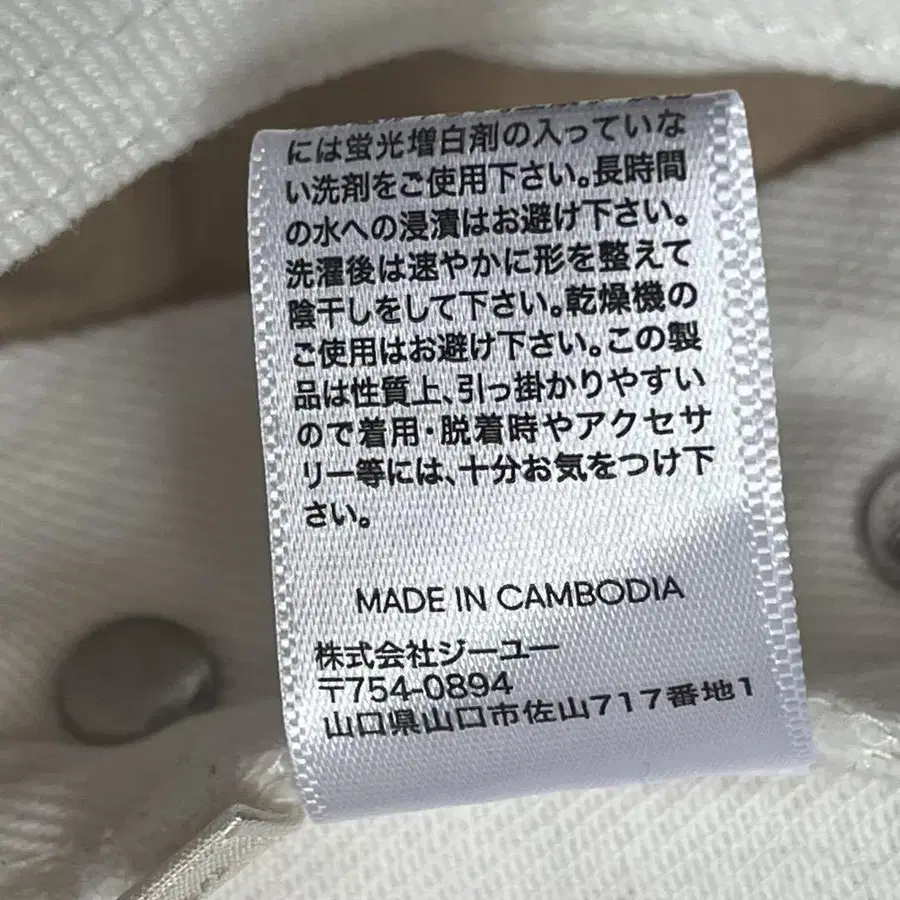 には蛍光増白剤の入っていな
い洗剤をご使用下さい。長時間
の水への浸漬はお避け下さい。
洗濯後は速やかに形を整えて
陰干しをして下さい。乾燥機の
ご使用はお避け下さい。この製
品は性質上、引っ掛かりやすい
ので着用・脱着時やアクセサ
リー等には、十分お気をつけ下
さい。
MADE IN CAMBODIA
株式会社ジーユー
〒754-0894
山口県山口市佐山717番地1